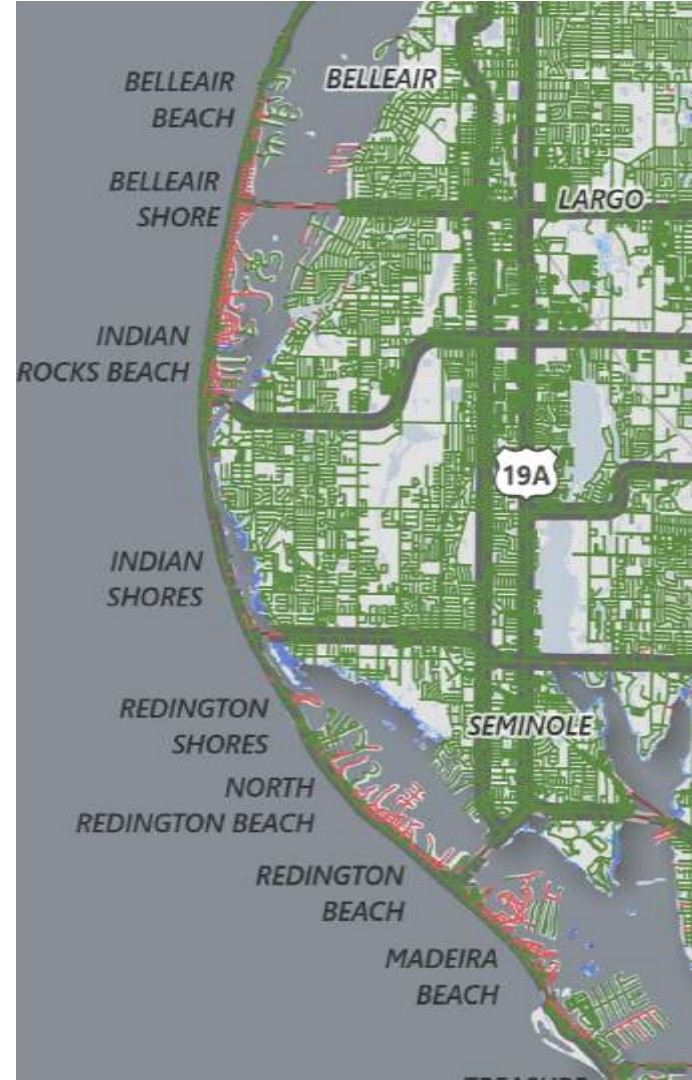 BELLEAIR
BEACH
BELLEAIR
BELLEAIR
SHORE
LARGO
INDIAN
ROCKS BEACH
19A
INDIAN
SHORES
REDINGTON
SHORES
SEMINOLE
NORTH
REDINGTON BEACH
REDINGTON
BEACH
MADEIRA
BEACH